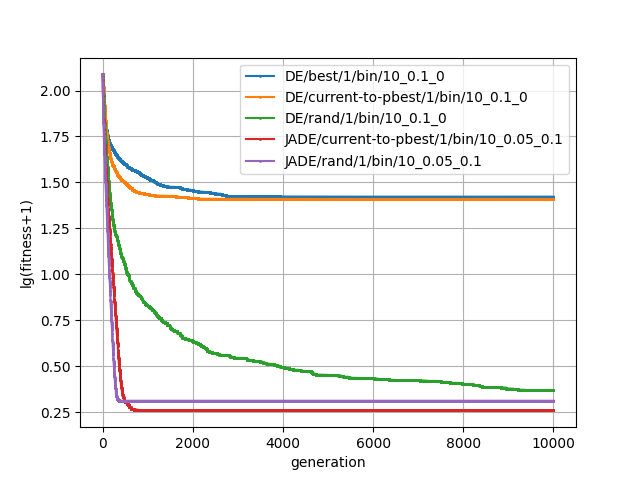 DE/best/1/bin/10_0.1_0
DE/current-to-pbest/1/bin/10_0.1_0
DE/rand/1/bin/10_0.1_0
JADE/current-to-pbest/1/bin/10_0.05_0.1
JADE/rand/1/bin/10_0.05_0.1
lg(fitness+1)
2.00
1.75
1.50
1.25
1.00
0.75
0.50
0.25
0 2000 4000 6000 8000 10000
generation